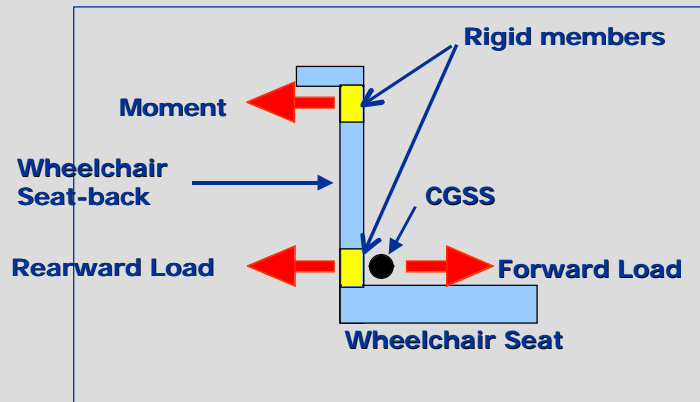 Rigid members
Moment
Wheelchair
Seat-back
CGSS
Rearward Load
Forward Load
Wheelchair Seat